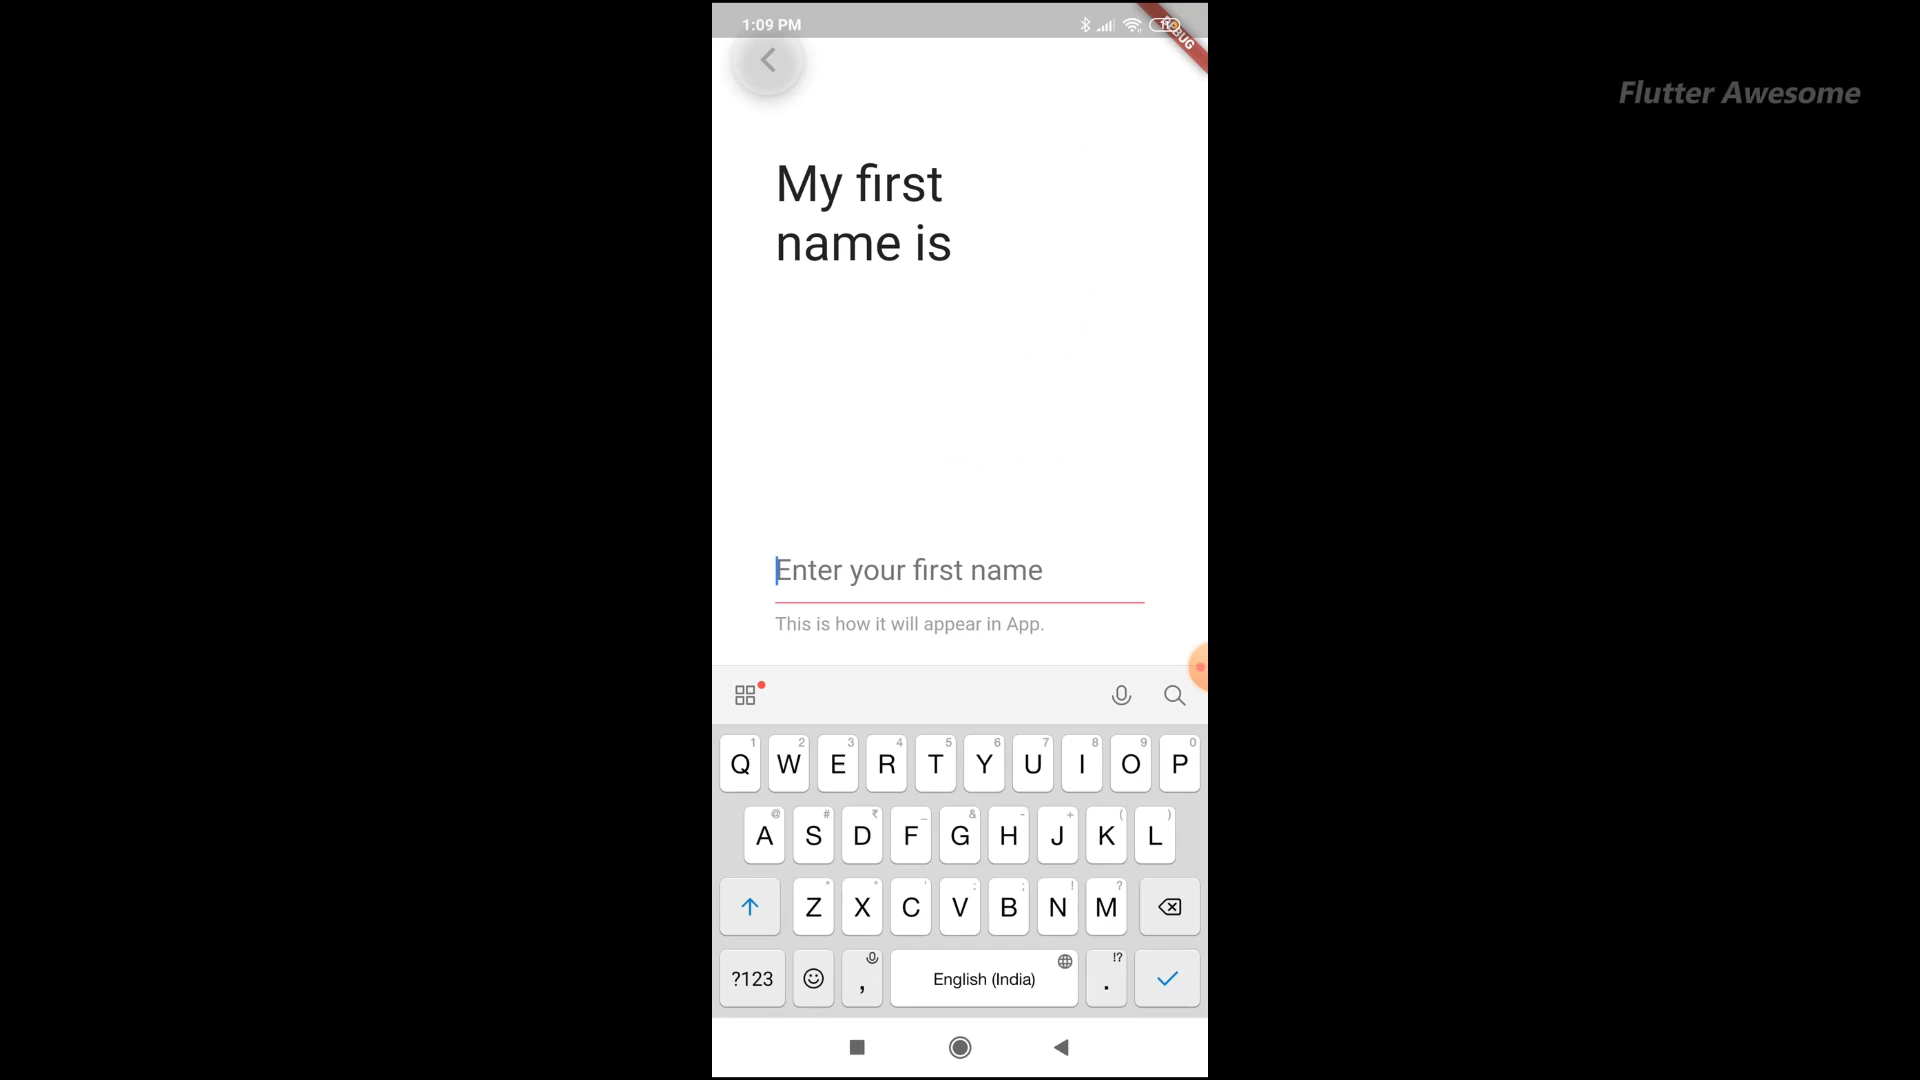 1:09 PM
Flutter Awesome
My first
name is
Enter your first name
This is how it will appear in App.
1 2 3 4 5 6 7 8 9 0
Q W E R T Y U I O P
@ # ₹ _ & - + ( )
A S D F G H J K L
* " ' : ; ! ?
Z X C V B N M
!?
?123 , English (India) .